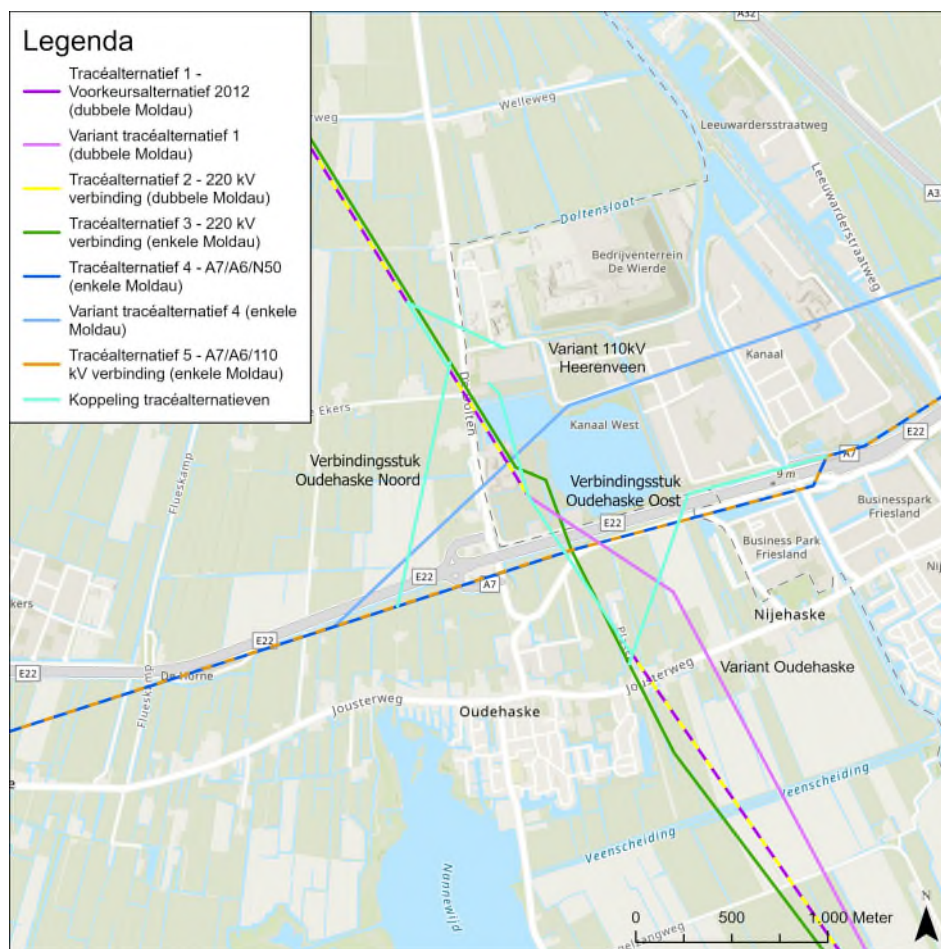 Legenda
Tracéalternatief 1 -
Voorkeursalternatief 2012
(dubbele Moldau)
Variant tracéalternatief 1
(dubbele Moldau)
Tracéalternatief 2 - 220 kV
verbinding (dubbele Moldau)
Tracéalternatief 3 - 220 kV
verbinding (enkele Moldau)
Tracéalternatief 4 - A7/A6/N50
(enkele Moldau)
Variant tracéalternatief 4 (enkele
Moldau)
Tracéalternatief 5 - A7/A6/110
kV verbinding (enkele Moldau)
Koppeling tracéalternatieven
A32
Welleweg
Leeuwardersstraatweg
Leeuwarderstraatweg
Doltensloot
Bedrijventerrein
De Wierde
Variant 110kV
Heerenveen
Kanaal
Kanaal West
Ekers
Flueskamp
Verbindingsstuk
Oudehaske Noord
Verbindingsstuk
Oudehaske Oost
E22
A7
9 m
E22
Businesspark
Friesland
Business Park
Friesland
E22
A7
E22
E22
De Horne
Flueskamp
Nijehaske
Variant Oudehaske
Jousterweg
Jousterweg
Oudehaske
Veenscheiding
Veenscheiding
Nannewijd
N
0 500 1.000 Meter